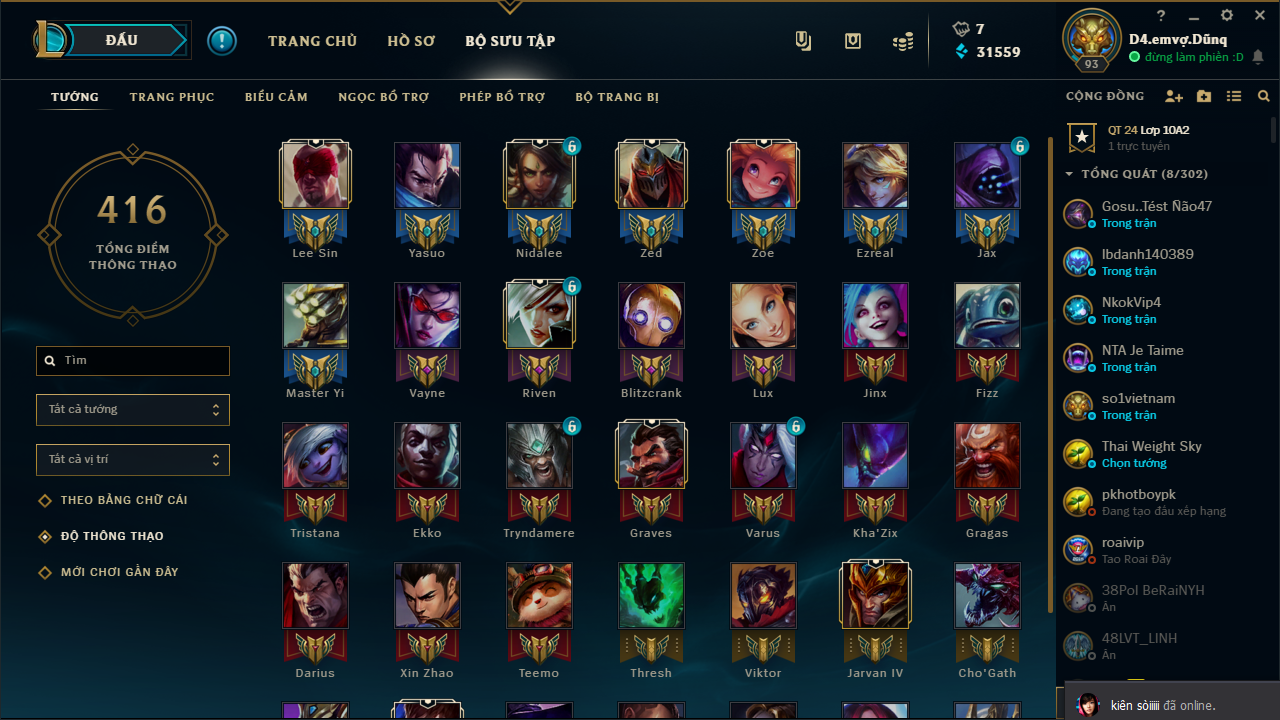 ĐẤU
TRANG CHỦ
HỒ SƠ
BỘ SƯU TẬP
7
31559
?
93
D4.emvợ.Dũnq
đừng làm phiền :D
TƯỚNG
TRANG PHỤC
BIỂU CẢM
NGỌC BỔ TRỢ
PHÉP BỔ TRỢ
BỘ TRANG BỊ
CỘNG ĐỒNG
416
TỔNG ĐIỂM
THÔNG THẠO
Tìm
Tất cả tướng
Tất cả vị trí
THEO BẢNG CHỮ CÁI
ĐỘ THÔNG THẠO
MỚI CHƠI GẦN ĐÂY
6
6
Lee Sin
Yasuo
Nidalee
Zed
Zoe
Ezreal
Jax
6
Master Yi
Vayne
Riven
Blitzcrank
Lux
Jinx
Fizz
6
6
Tristana
Ekko
Tryndamere
Graves
Varus
Kha'Zix
Gragas
Darius
Xin Zhao
Teemo
Thresh
Viktor
Jarvan IV
Cho'Gath
QT 24 Lơp 10A2
1 trực tuyến
TỔNG QUÁT (8/302)
Gosu..Tést Ñão47
Trong trận
lbdanh140389
Trong trận
NkokVip4
Trong trận
NTA Je Taime
Trong trận
so1vietnam
Trong trận
Thai Weight Sky
Chọn tướng
pkhotboypk
Đang tạo đấu xếp hạng
roaivip
Tao Roai Đây
38Pol BeRaiNYH
Ẩn
48LVT_LINH
Ẩn
kiên sỏiiiii đã online.